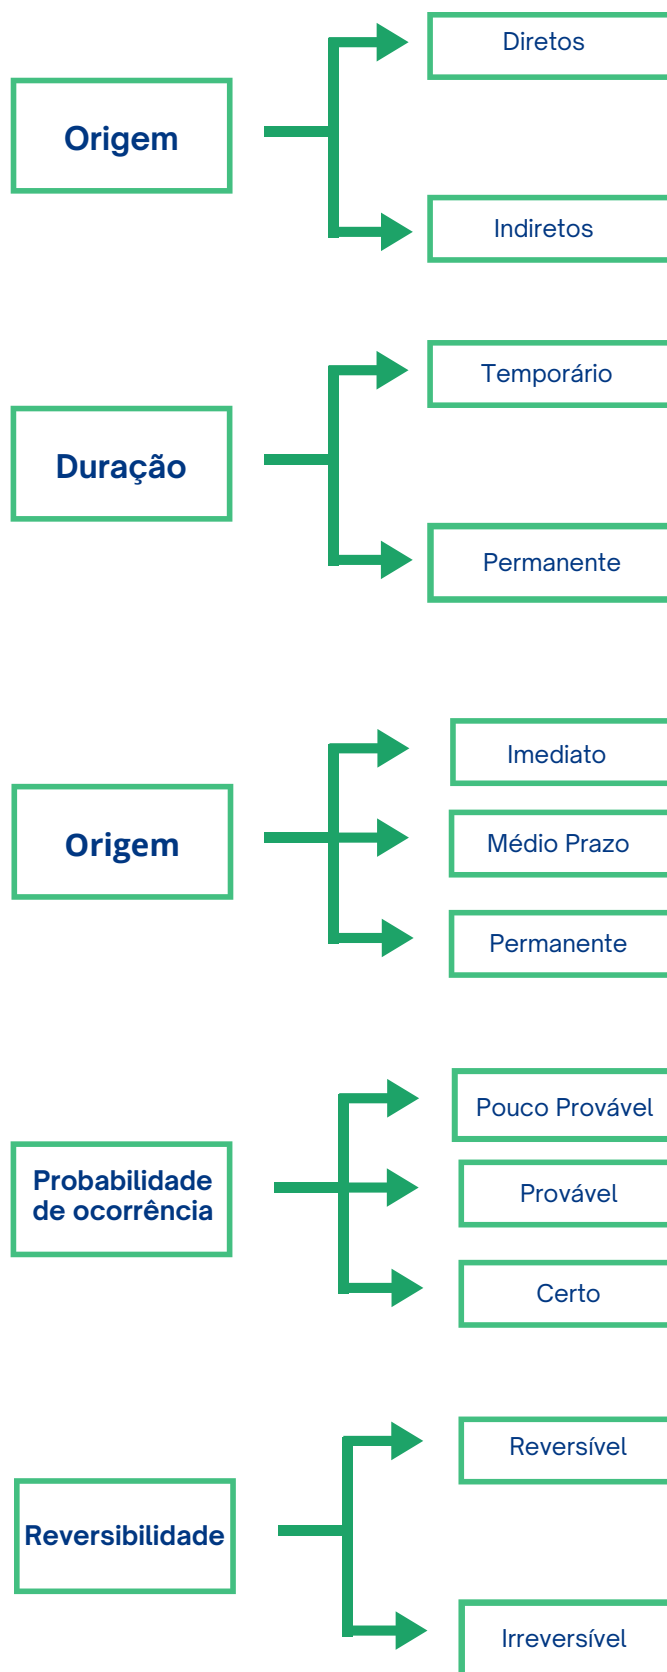 Origem
Diretos
Indiretos
Duração
Temporário
Permanente
Origem
Imediato
Médio Prazo
Permanente
Probabilidade
de ocorrência
Pouco Provável
Provável
Certo
Reversibilidade
Reversível
Irreversível